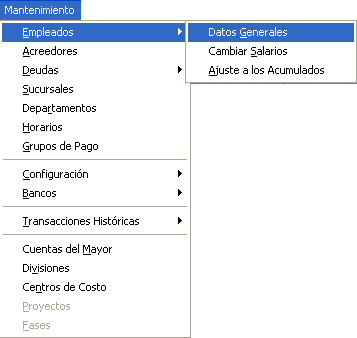 Mantenimiento
Empleados
Acreedores
Deudas
Sucursales
Departamentos
Horarios
Grupos de Pago
Configuración
Bancos
Transacciones Históricas
Cuentas del Mayor
Divisiones
Centros de Costo
Proyectos
Fases
Datos Generales
Cambiar Salarios
Ajuste a los Acumulados